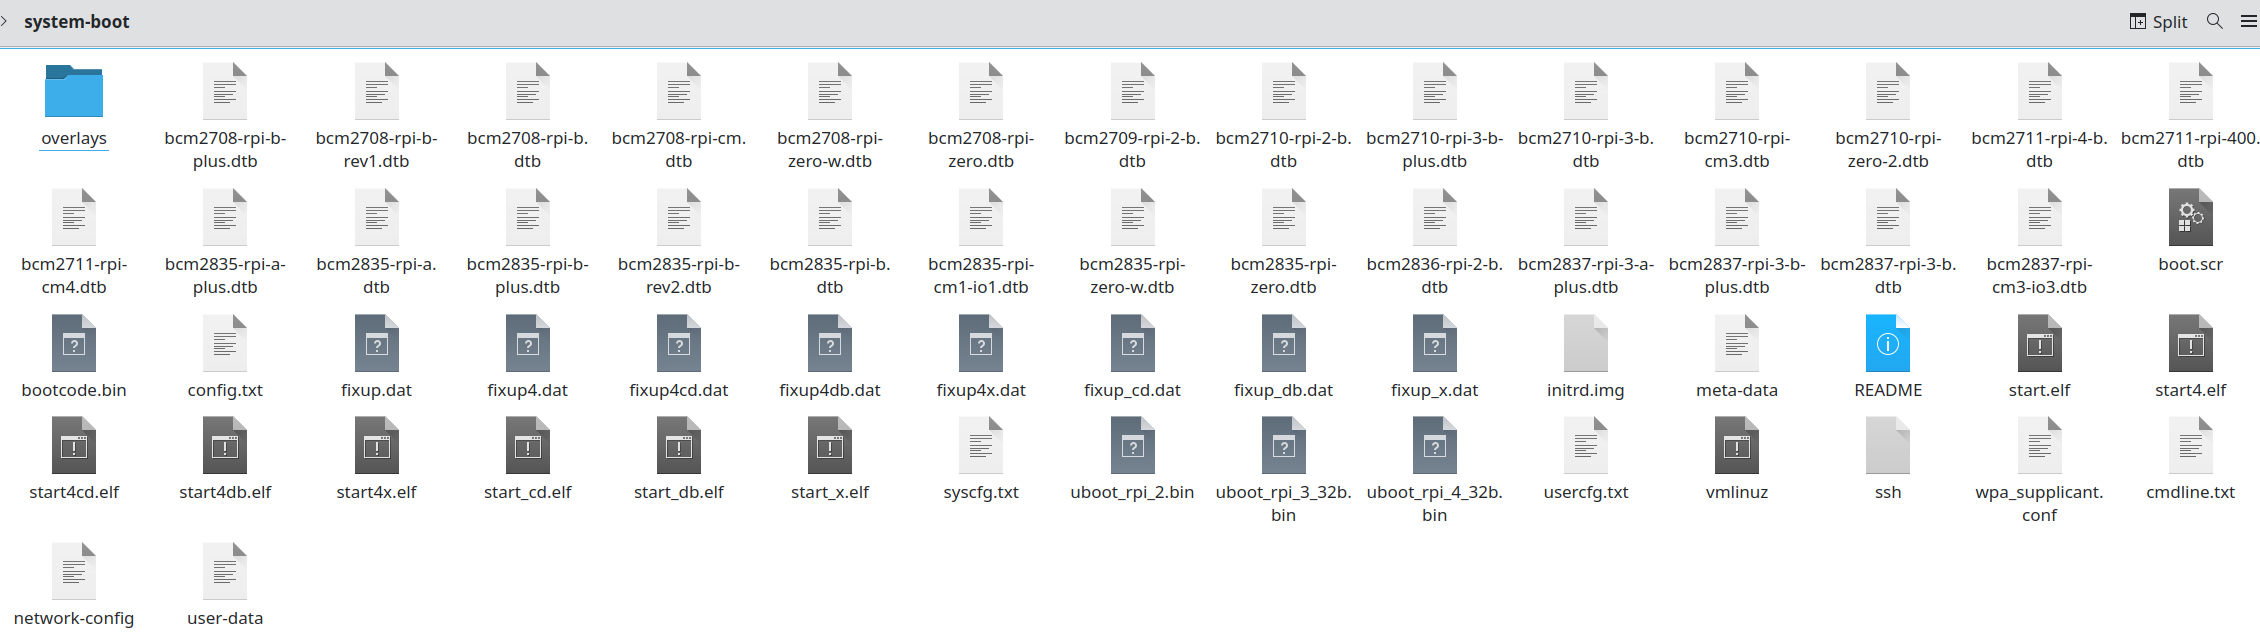 system-boot
Split
overlays
bcm2708-rpi-b-
plus.dtb
bcm2708-rpi-b-
rev1.dtb
bcm2708-rpi-b.
dtb
bcm2708-rpi-cm.
dtb
bcm2708-rpi-
zero-w.dtb
bcm2708-rpi-
zero.dtb
bcm2709-rpi-2-b.
dtb
bcm2710-rpi-2-b.
dtb
bcm2710-rpi-3-b-
plus.dtb
bcm2710-rpi-3-b.
dtb
bcm2710-rpi-
cm3.dtb
bcm2710-rpi-
zero-2.dtb
bcm2711-rpi-4-b.
dtb
bcm2711-rpi-400.
dtb
bcm2711-rpi-
cm4.dtb
bcm2835-rpi-a-
plus.dtb
bcm2835-rpi-a.
dtb
bcm2835-rpi-b-
plus.dtb
bcm2835-rpi-b-
rev2.dtb
bcm2835-rpi-b.
dtb
bcm2835-rpi-
cm1-io1.dtb
bcm2835-rpi-
zero-w.dtb
bcm2835-rpi-
zero.dtb
bcm2836-rpi-2-b.
dtb
bcm2837-rpi-3-a-
plus.dtb
bcm2837-rpi-3-b-
plus.dtb
bcm2837-rpi-3-b.
dtb
bcm2837-rpi-
cm3-io3.dtb
boot.scr
bootcode.bin
config.txt
fixup.dat
fixup4.dat
fixup4cd.dat
fixup4db.dat
fixup4x.dat
fixup_cd.dat
fixup_db.dat
fixup_x.dat
initrd.img
meta-data
README
start.elf
start4.elf
start4cd.elf
start4db.elf
start4x.elf
start_cd.elf
start_db.elf
start_x.elf
syscfg.txt
uboot_rpi_2.bin
uboot_rpi_3_32b.
bin
uboot_rpi_4_32b.
bin
usercfg.txt
vmlinuz
ssh
wpa_supplicant.
conf
cmdline.txt
network-config
user-data